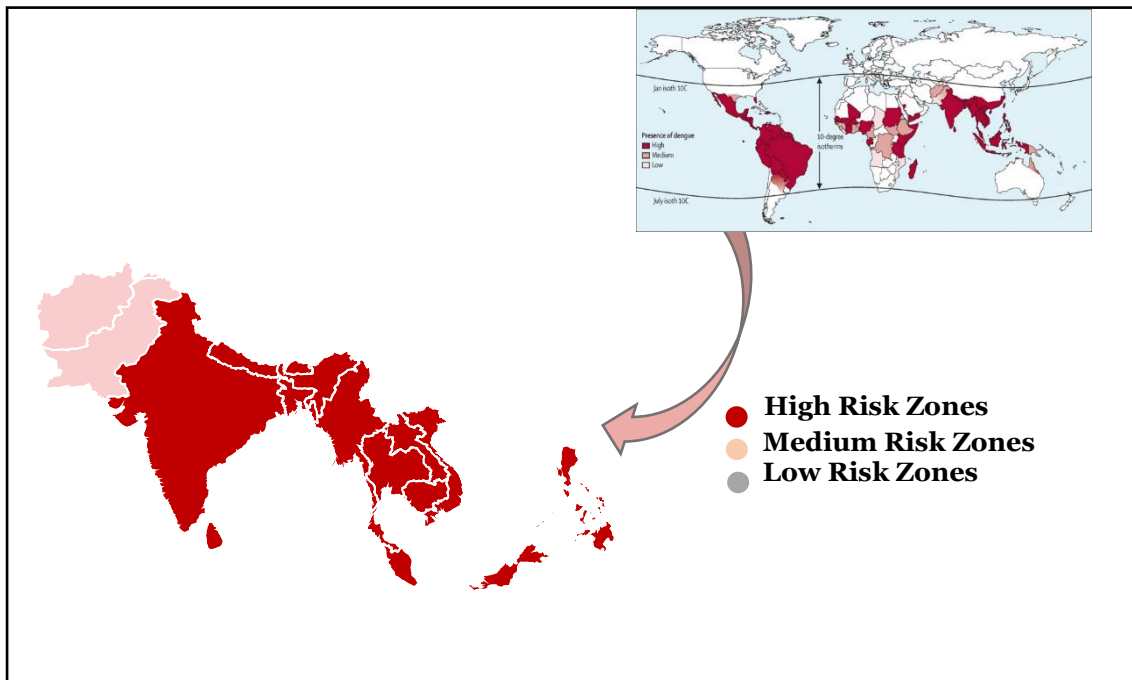 Jan isoth 10C
Presence of dengue
High
Medium
Low
10-degree
isotherms
July isoth 10C
High Risk Zones
Medium Risk Zones
Low Risk Zones